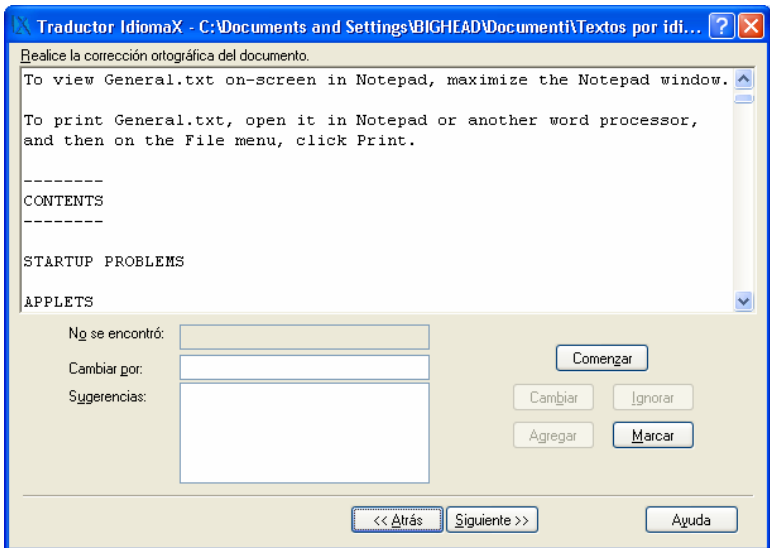 Traductor IdiomaX - C:\Documents and Settings\BIGHEAD\Documenti\Textos por idi...
Realice la corrección ortográfica del documento.
To view General.txt on-screen in Notepad, maximize the Notepad window.
To print General.txt, open it in Notepad or another word processor,
and then on the File menu, click Print.
--------
CONTENTS
--------
STARTUP PROBLEMS
APPLETS
No se encontró:
Cambiar por:
Sugerencias:
Comenzar
Cambiar Ignorar
Agregar Marcar
<< Atrás Siguiente >> Ayuda